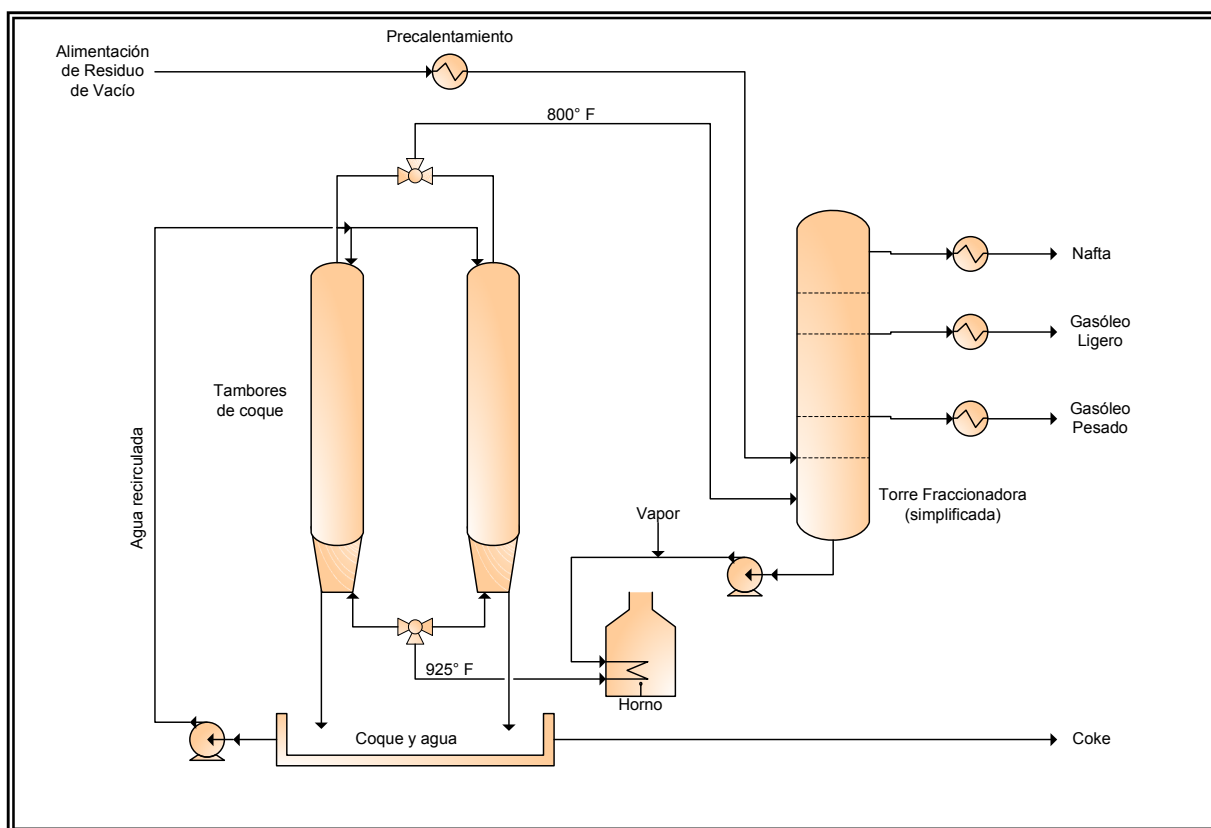 Precalentamiento
Alimentación
de Residuo
de Vacío
800° F
Nafta
Gasóleo
Ligero
Tambores
de coque
Gasóleo
Pesado
Agua recirculada
Torre Fraccionadora
(simplificada)
Vapor
925° F
Horno
Coque y agua
Coke